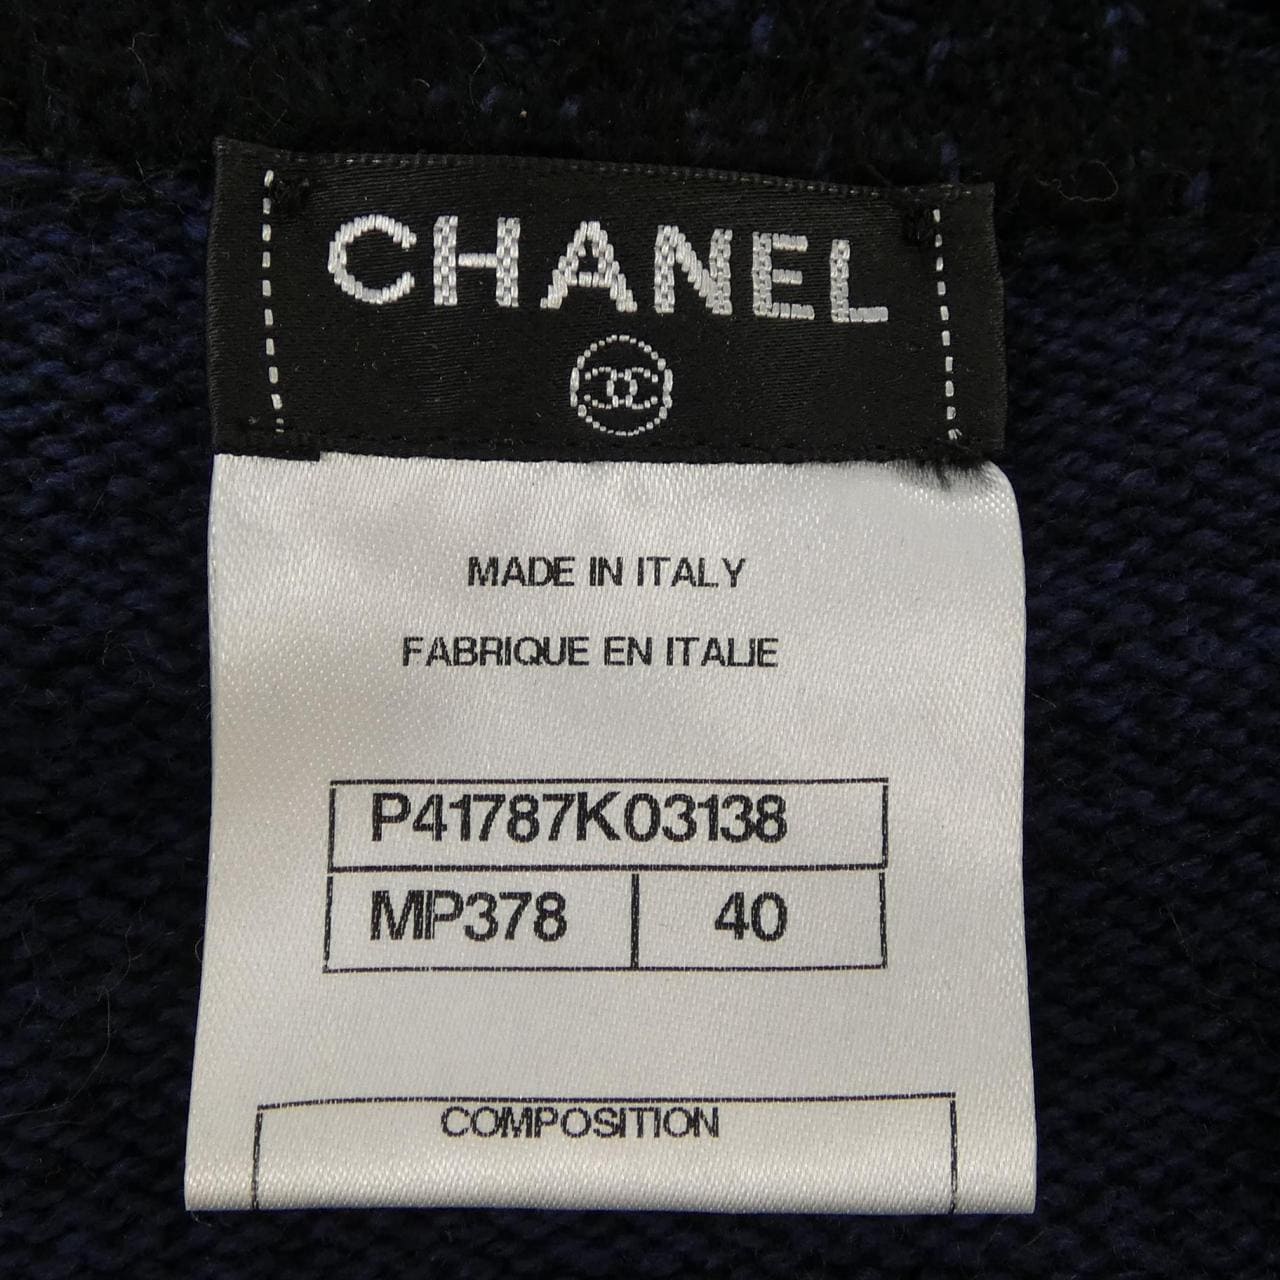 CHANEL
MADE IN ITALY
FABRIQUE EN ITALIE
P41787K03138
MP378 40
COMPOSITION